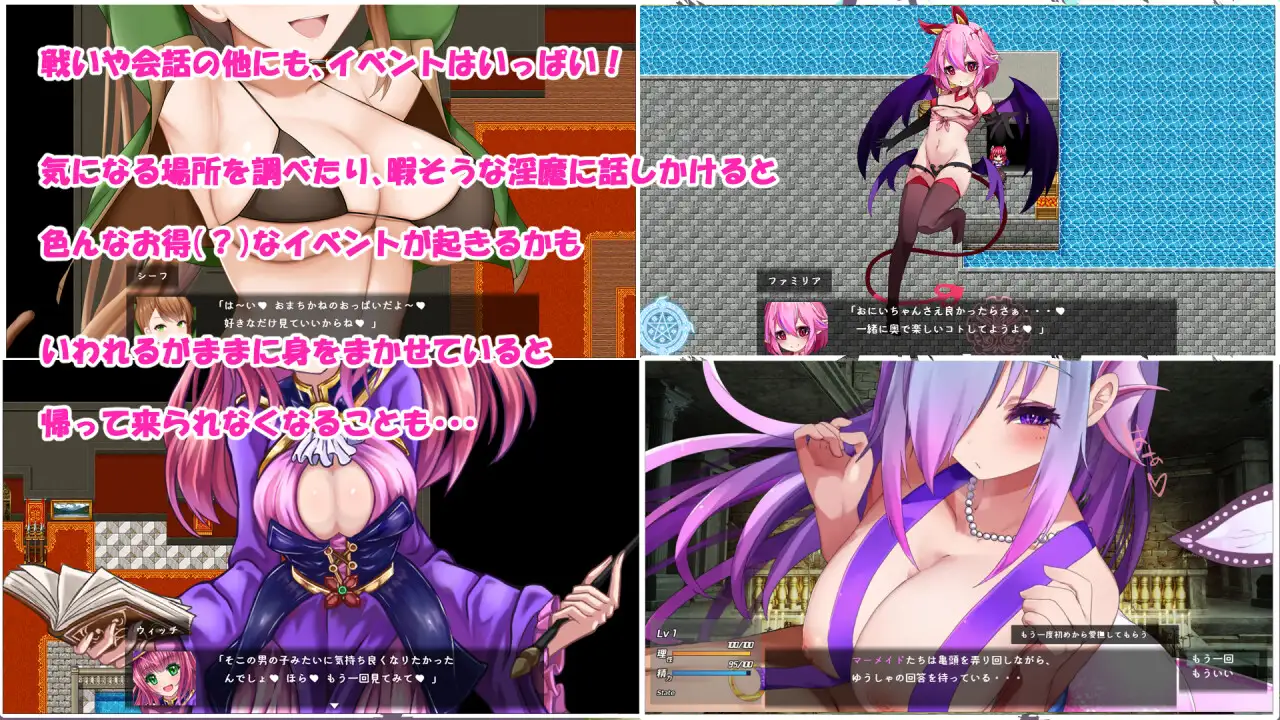 戦いや会話の他にも、イベントはいっぱい！
気になる場所を調べたり、暇そうな淫魔に話しかけると
色んなお得(？)なイベントが起きるかも
いわれるがままに身をまかせていると
帰って来られなくなることも・・・
シーフ
「は～い♥ おまちかねのおっぱいだよ～♥
好きなだけ見ていいからね♥ 」
ファミリア
「おにいちゃんさえ良かったらさぁ・・・♥
一緒に奥で楽しいコトしてようよ♥ 」
ウィッチ
「そこの男の子みたいに気持ち良くなりたかった
んでしょ♥ ほら♥ もう一回見てみて♥ 」
もう一度初めから愛撫してもらう
Lv 1
理性
100/100
精力
95/100
State
マーメイドたちは亀頭を弄り回しながら、
ゆうしゃの回答を待っている・・・
もう一回
もういい